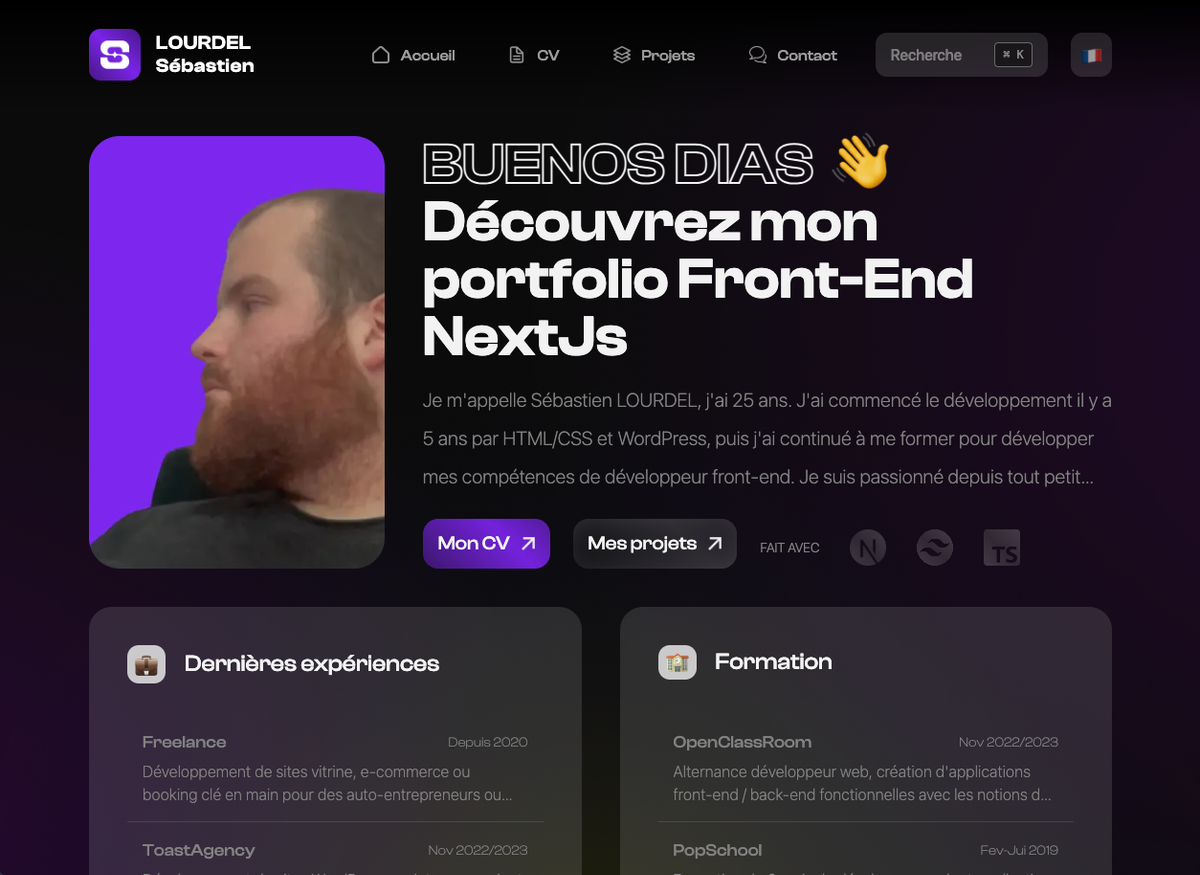 LOURDEL
Sébastien
Accueil
CV
Projets
Contact
Recherche
⌘ K
BUENOS DIAS 👋
Découvrez mon
portfolio Front-End
NextJs
Je m'appelle Sébastien LOURDEL, j'ai 25 ans. J'ai commencé le développement il y a
5 ans par HTML/CSS et WordPress, puis j'ai continué à me former pour développer
mes compétences de développeur front-end. Je suis passionné depuis tout petit...
Mon CV
Mes projets
FAIT AVEC
N
TS
Dernières expériences
Freelance
Depuis 2020
Développement de sites vitrine, e-commerce ou
booking clé en main pour des auto-entrepreneurs ou...
ToastAgency
Nov 2022/2023
Formation
OpenClassRoom
Nov 2022/2023
Alternance développeur web, création d'applications
front-end / back-end fonctionnelles avec les notions d...
PopSchool
Fev-Jui 2019